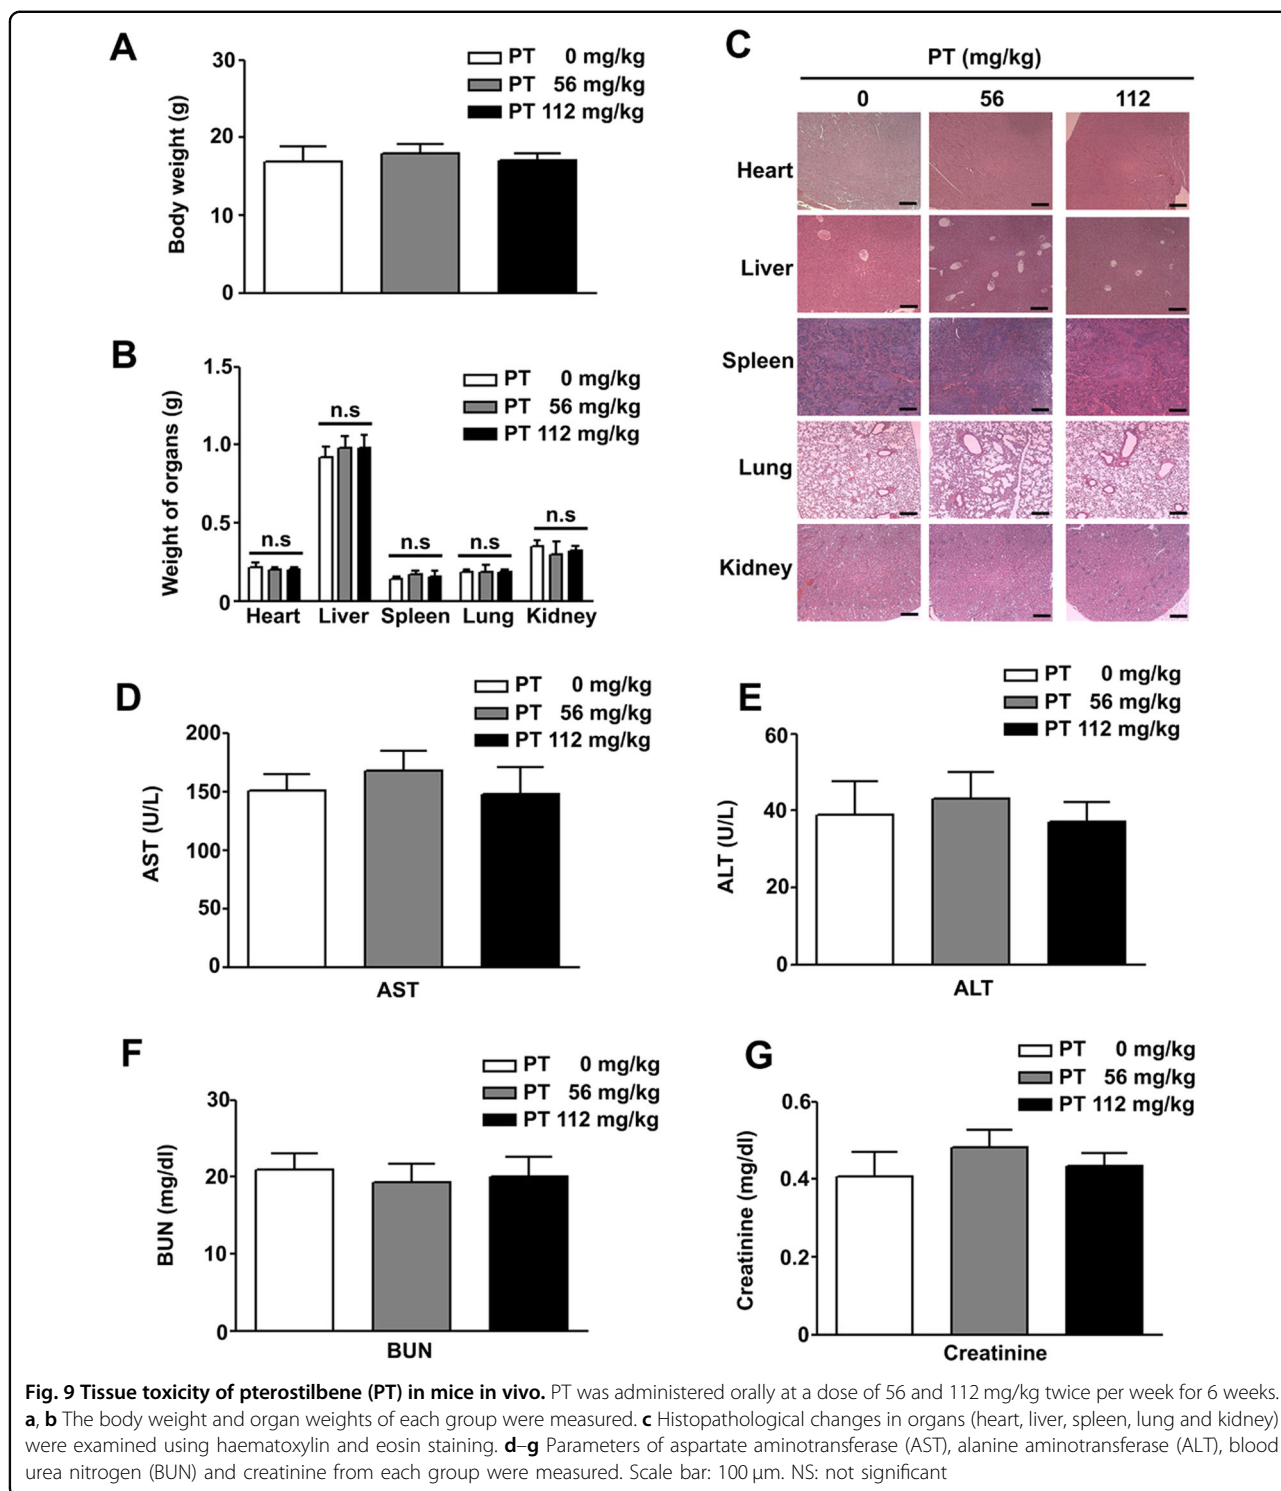 A
Body weight (g)
30
20
10
0
PT 0 mg/kg
PT 56 mg/kg
PT 112 mg/kg
B
Weight of organs (g)
1.5
1.0
0.5
0
PT 0 mg/kg
PT 56 mg/kg
PT 112 mg/kg
n.s
n.s
n.s
n.s
n.s
Heart Liver Spleen Lung Kidney
C
PT (mg/kg)
0 56 112
Heart
Liver
Spleen
Lung
Kidney
D
AST (U/L)
200
150
100
50
0
PT 0 mg/kg
PT 56 mg/kg
PT 112 mg/kg
AST
E
ALT (U/L)
60
40
20
0
PT 0 mg/kg
PT 56 mg/kg
PT 112 mg/kg
ALT
F
BUN (mg/dl)
30
20
10
0
PT 0 mg/kg
PT 56 mg/kg
PT 112 mg/kg
BUN
G
Creatinine (mg/dl)
0.6
0.4
0.2
0
PT 0 mg/kg
PT 56 mg/kg
PT 112 mg/kg
Creatinine
Fig. 9 Tissue toxicity of pterostilbene (PT) in mice in vivo. PT was administered orally at a dose of 56 and 112 mg/kg twice per week for 6 weeks.
a, b The body weight and organ weights of each group were measured. c Histopathological changes in organs (heart, liver, spleen, lung and kidney)
were examined using haematoxylin and eosin staining. d–g Parameters of aspartate aminotransferase (AST), alanine aminotransferase (ALT), blood
urea nitrogen (BUN) and creatinine from each group were measured. Scale bar: 100 μm. NS: not significant